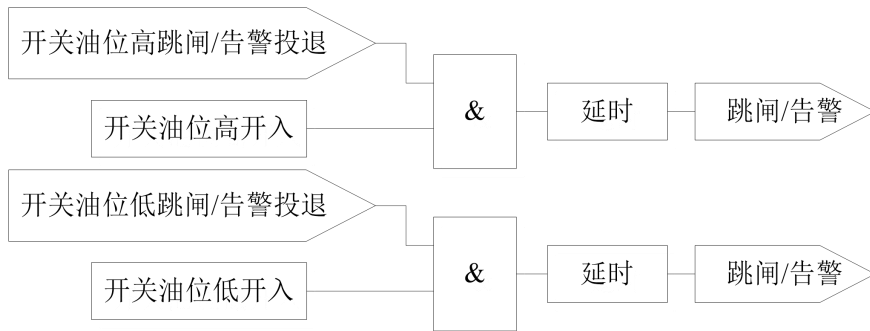 开关油位高跳闸/告警投退
开关油位高开入
&
延时
跳闸/告警
开关油位低跳闸/告警投退
开关油位低开入
&
延时
跳闸/告警